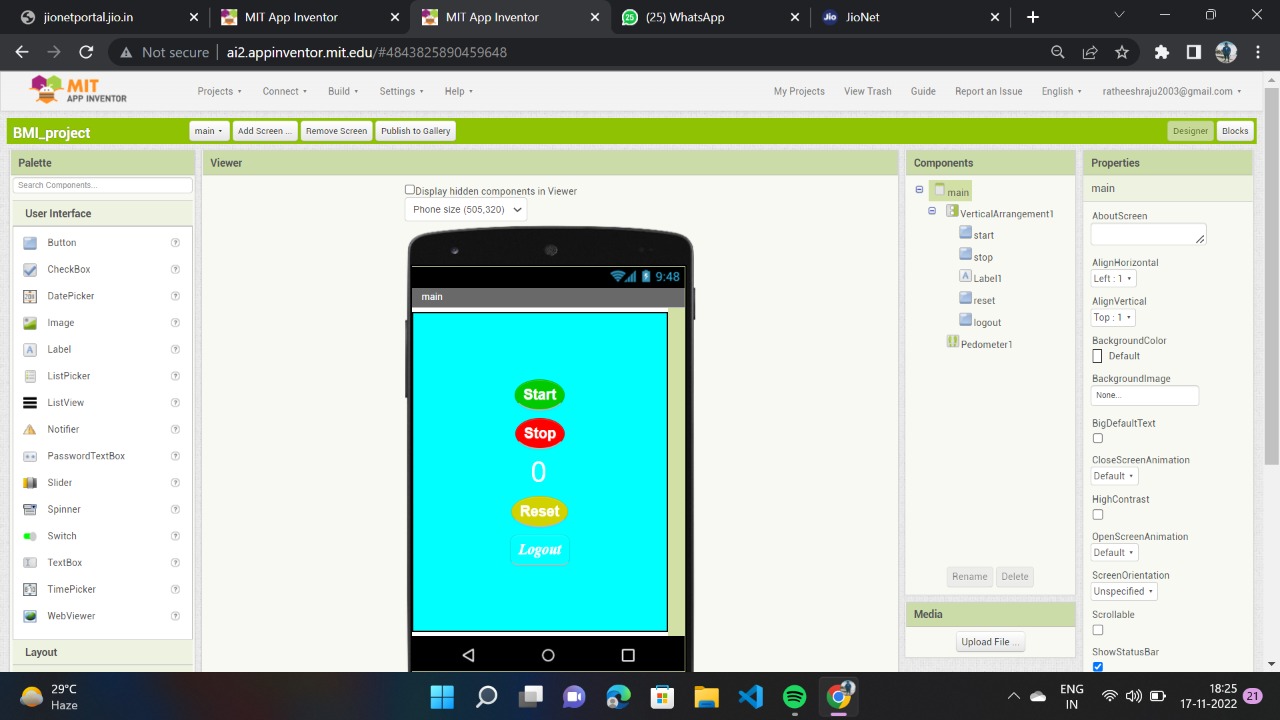 jionetportal.jio.in
MIT App Inventor
MIT App Inventor
(25) WhatsApp
JioNet
Not secure ai2.appinventor.mit.edu/#4843825890459648
MIT
APP INVENTOR
Projects Connect Build Settings Help
My Projects View Trash Guide Report an Issue English ratheeshraju2003@gmail.com
BMI_project
main Add Screen ... Remove Screen Publish to Gallery
Designer Blocks
Palette
Search Components...
User Interface
Button
CheckBox
DatePicker
Image
Label
ListPicker
ListView
Notifier
PasswordTextBox
Slider
Spinner
Switch
TextBox
TimePicker
WebViewer
Layout
Viewer
Display hidden components in Viewer
Phone size (505,320)
9:48
main
Start
Stop
0
Reset
Logout
Components
main
VerticalArrangement1
start
stop
Label1
reset
logout
Pedometer1
Rename Delete
Media
Upload File ...
Properties
main
AboutScreen
AlignHorizontal
Left : 1
AlignVertical
Top : 1
BackgroundColor
Default
BackgroundImage
None...
BigDefaultText
CloseScreenAnimation
Default
HighContrast
OpenScreenAnimation
Default
ScreenOrientation
Unspecified
Scrollable
ShowStatusBar
29°C
Haze
ENG
IN
18:25
17-11-2022
21